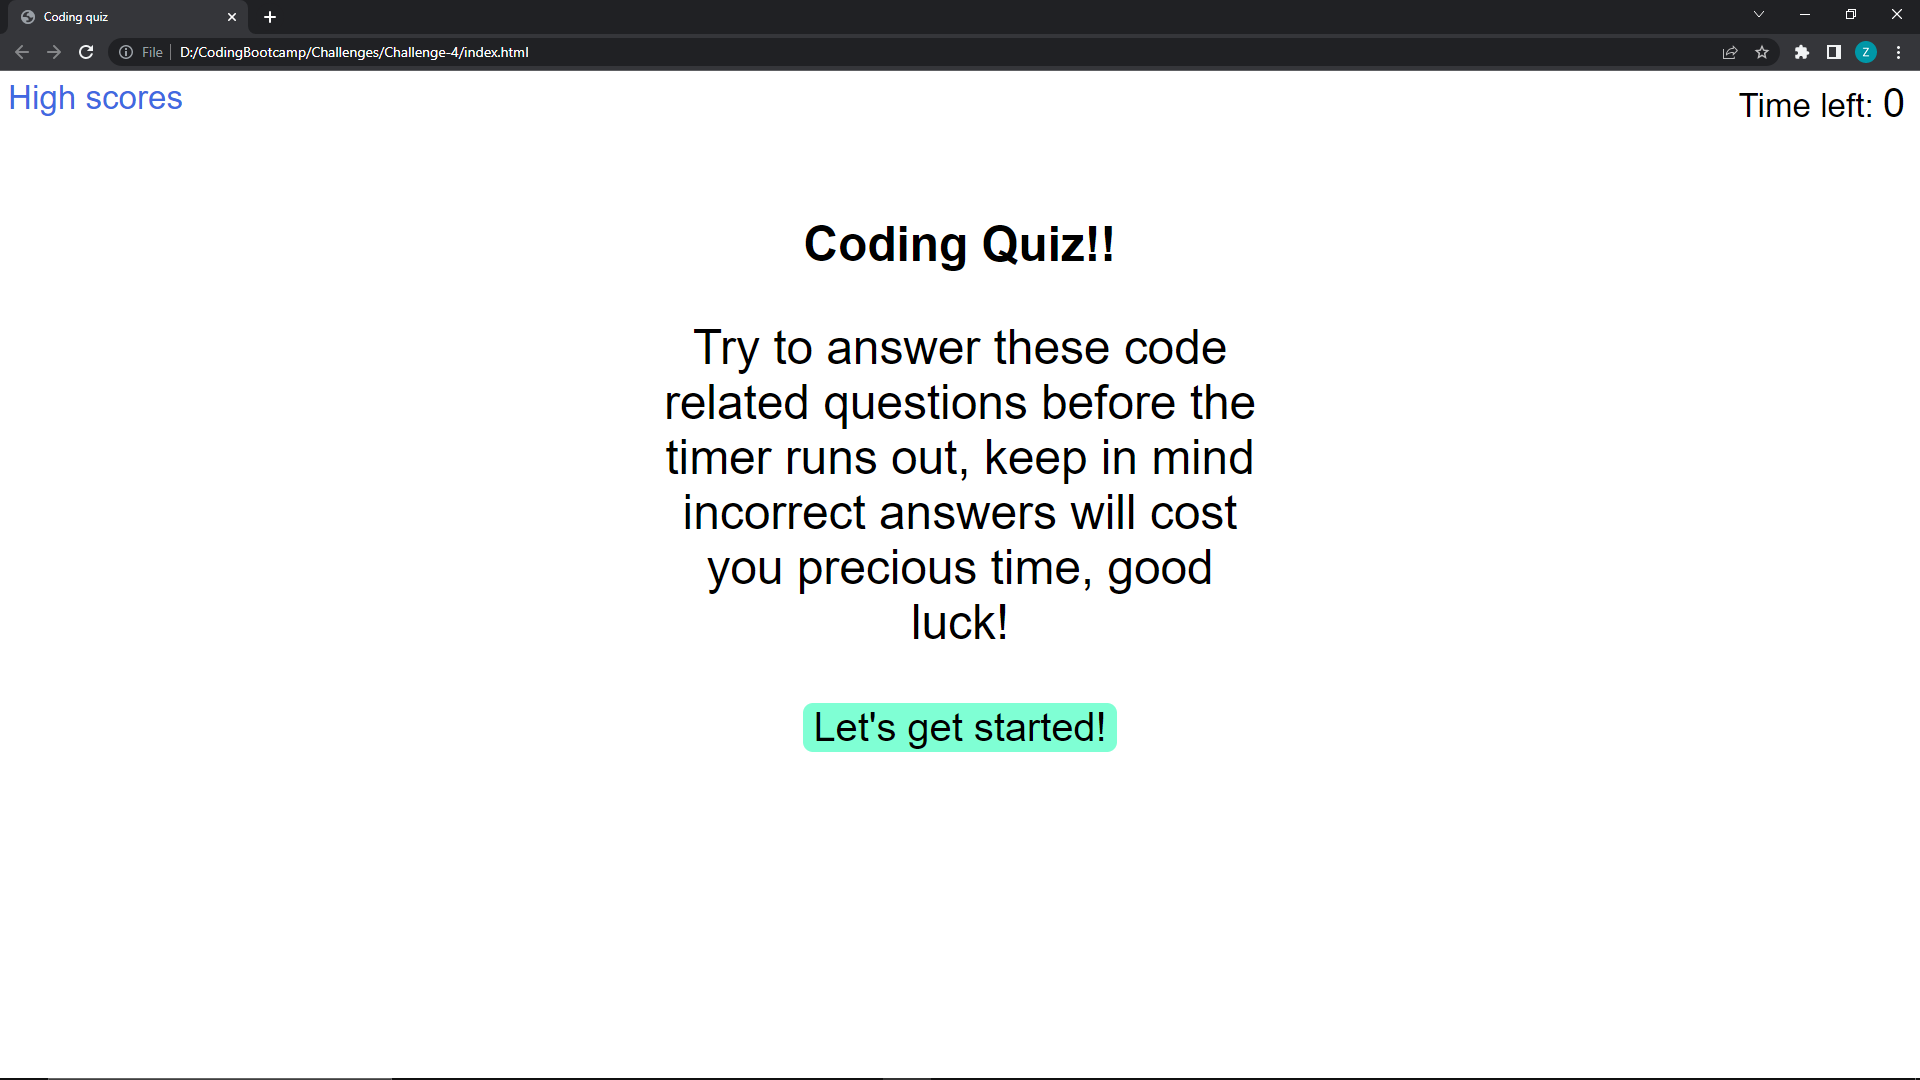 Coding quiz
File D:/CodingBootcamp/Challenges/Challenge-4/index.html
Z
High scores
Time left: 0
Coding Quiz!!
Try to answer these code
related questions before the
timer runs out, keep in mind
incorrect answers will cost
you precious time, good
luck!
Let's get started!